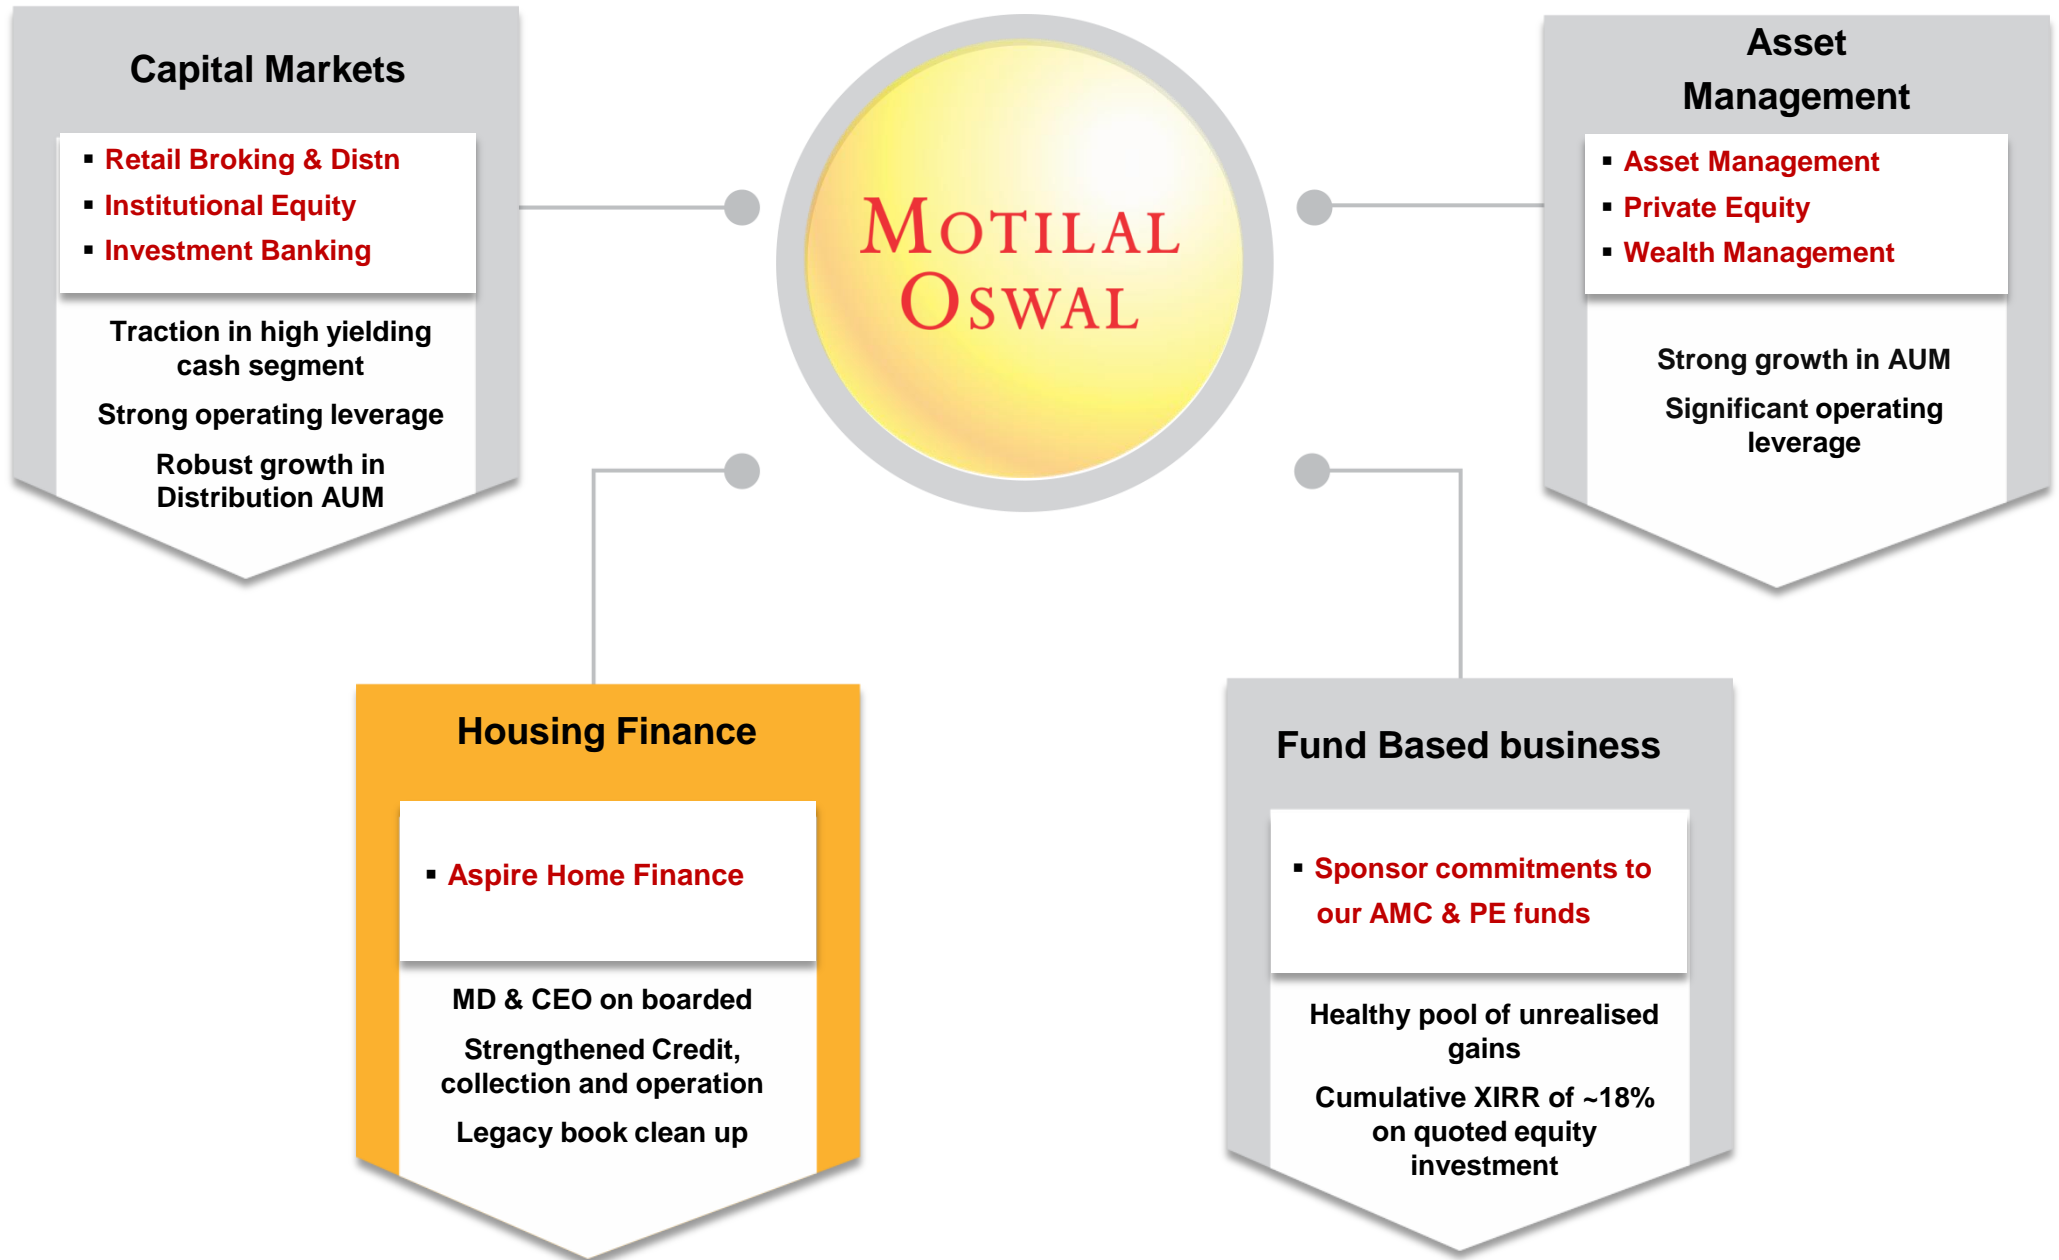 Capital Markets
▪ Retail Broking & Distn
▪ Institutional Equity
▪ Investment Banking
Traction in high yielding
cash segment
Strong operating leverage
Robust growth in
Distribution AUM
MOTILAL
OSWAL
Asset
Management
▪ Asset Management
▪ Private Equity
▪ Wealth Management
Strong growth in AUM
Significant operating
leverage
Housing Finance
▪ Aspire Home Finance
MD & CEO on boarded
Strengthened Credit,
collection and operation
Legacy book clean up
Fund Based business
▪ Sponsor commitments to
our AMC & PE funds
Healthy pool of unrealised
gains
Cumulative XIRR of ~18%
on quoted equity
investment